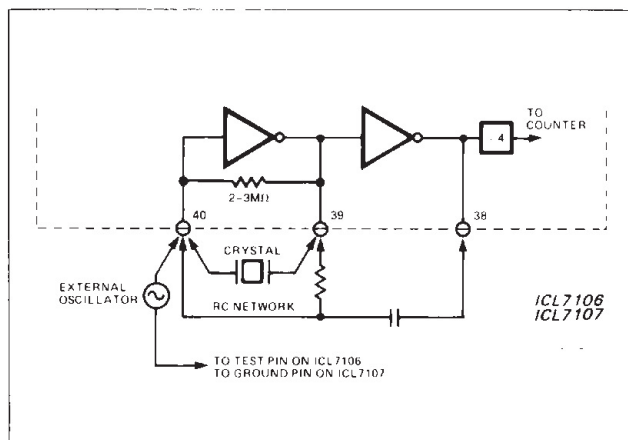 TO
COUNTER
4
2-3MΩ
40
39
38
CRYSTAL
EXTERNAL
OSCILLATOR
RC NETWORK
ICL7106
ICL7107
TO TEST PIN ON ICL7106
TO GROUND PIN ON ICL7107